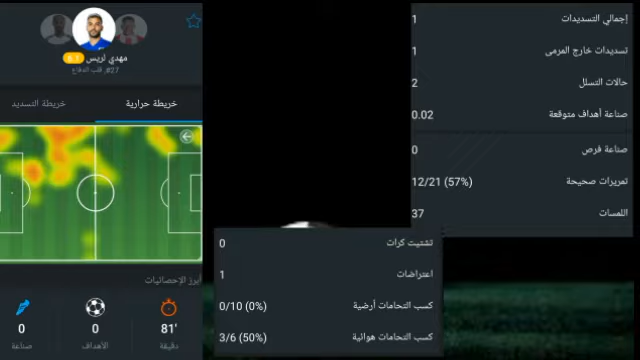 مهدي لريس 6.1
#27, قلب الدفاع
خريطة حرارية
خريطة التسديد
أبرز الإحصائيات
81'
دقيقة
0
الأهداف
0
صناعة
تشتيت كرات 0
اعتراضات 1
كسب التحامات أرضية 0/10 (0%)
كسب التحامات هوائية 3/6 (50%)
إجمالي التسديدات 1
تسديدات خارج المرمى 1
حالات التسلل 2
صناعة أهداف متوقعة 0.02
صناعة فرص 0
تمريرات صحيحة 12/21 (57%)
اللمسات 37